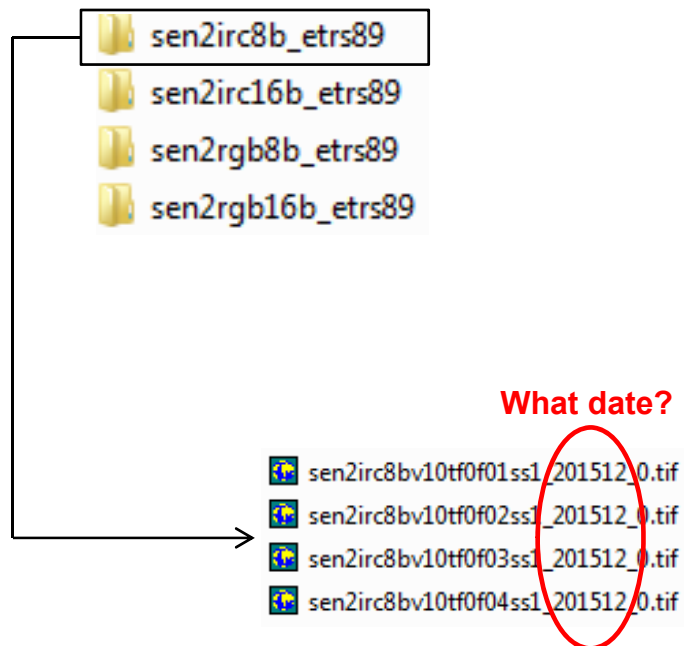 sen2irc8b_etrs89
sen2irc16b_etrs89
sen2rgb8b_etrs89
sen2rgb16b_etrs89
What date?
sen2irc8bv10tf0f01ss1_201512_0.tif
sen2irc8bv10tf0f02ss1_201512_0.tif
sen2irc8bv10tf0f03ss1_201512_0.tif
sen2irc8bv10tf0f04ss1_201512_0.tif